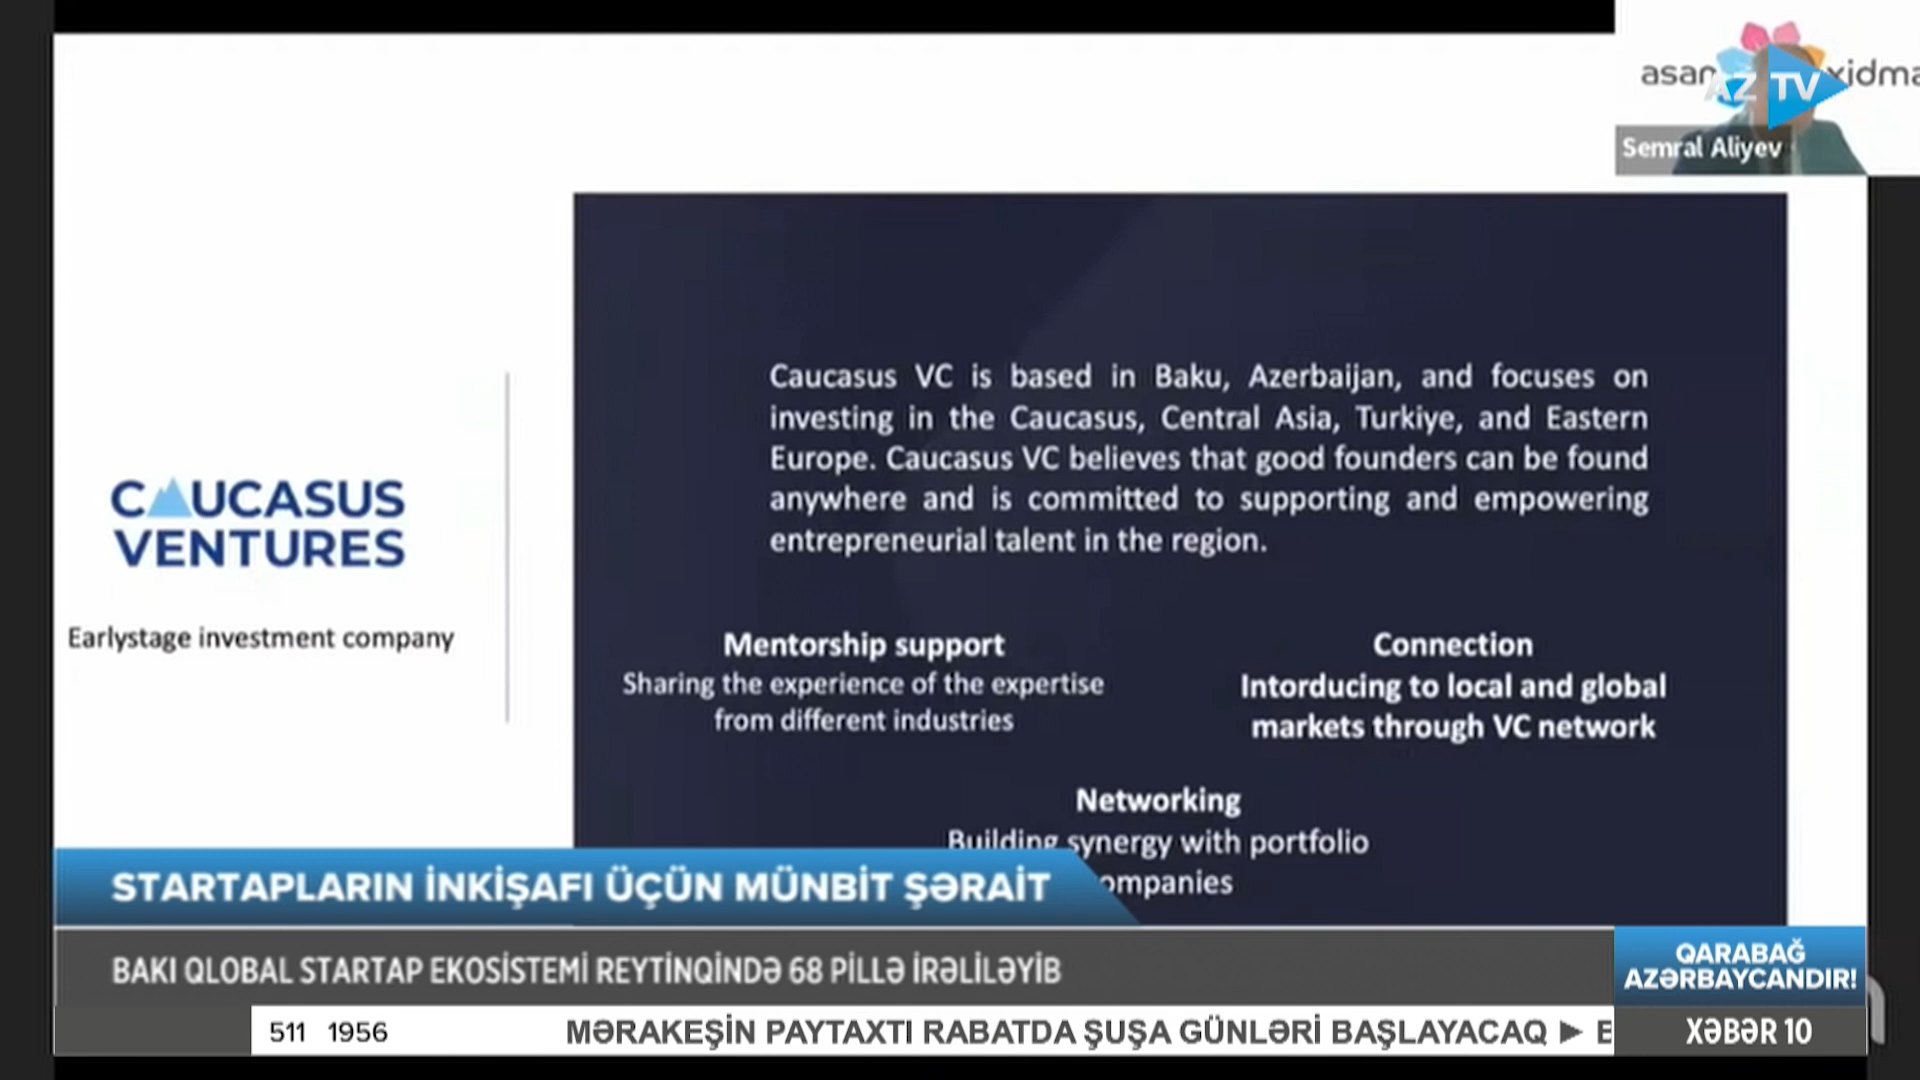 asan xidmə
AZTV
Semral Aliyev
CAUCASUS
VENTURES
Earlystage investment company
Caucasus VC is based in Baku, Azerbaijan, and focuses on
investing in the Caucasus, Central Asia, Turkiye, and Eastern
Europe. Caucasus VC believes that good founders can be found
anywhere and is committed to supporting and empowering
entrepreneurial talent in the region.
Mentorship support
Sharing the experience of the expertise
from different industries
Connection
Intorducing to local and global
markets through VC network
Networking
Building synergy with portfolio
ompanies
STARTAPLARIN İNKİŞAFI ÜÇÜN MÜNBİT ŞƏRAİT
BAKI QLOBAL STARTAP EKOSİSTEMİ REYTİNQİNDƏ 68 PİLLƏ İRƏLİLƏYİB
QARABAĞ
AZƏRBAYCANDIR!
511 1956
MƏRAKEŞİN PAYTAXTI RABATDA ŞUŞA GÜNLƏRİ BAŞLAYACAQ ► E
XƏBƏR 10